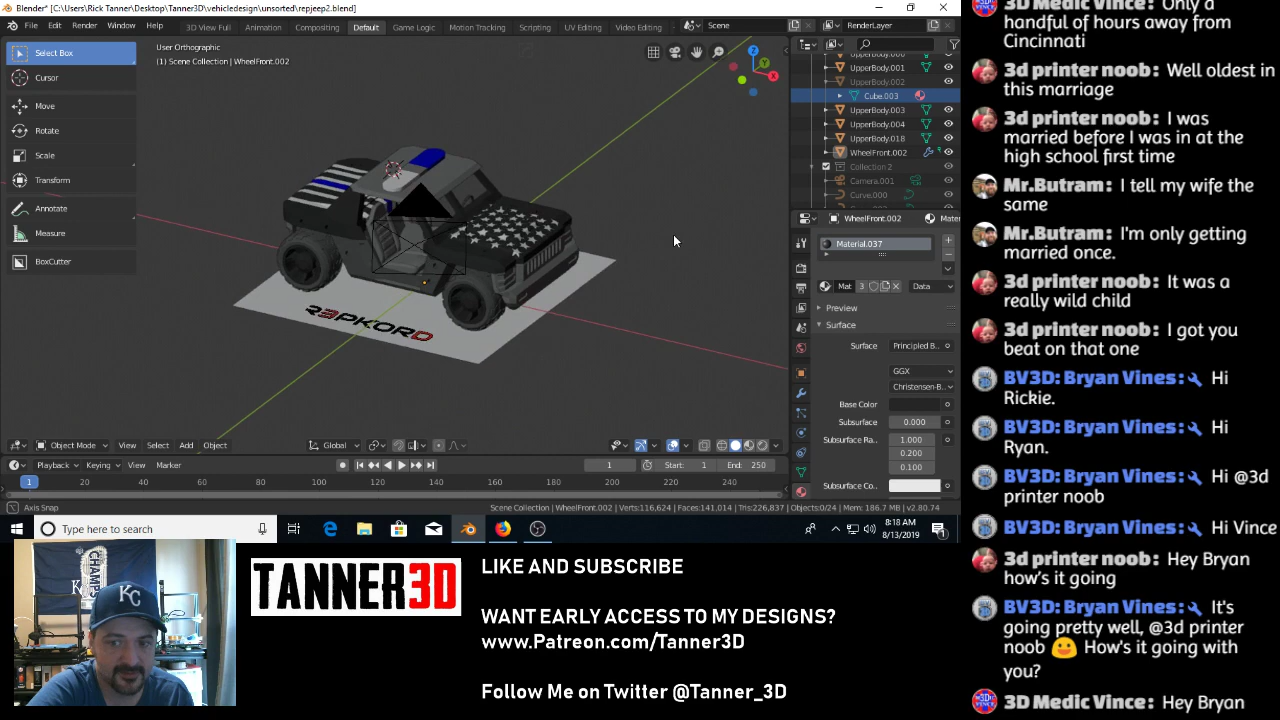 Blender* [C:\Users\Rick Tanner\Desktop\Tanner3D\vehicledesign\unsorted\repjeep2.blend]
File Edit Render Window Help 3D View Full Animation Compositing Default Game Logic Motion Tracking Scripting UV Editing Video Editing Scene RenderLayer
Select Box
Cursor
Move
Rotate
Scale
Transform
Annotate
Measure
BoxCutter
User Orthographic
(1) Scene Collection | WheelFront.002
Z
Y
X
REPKORD
UpperBody.001
UpperBody.002
Cube.003
UpperBody.003
UpperBody.004
UpperBody.018
WheelFront.002
Collection 2
Camera.001
Curve.000
WheelFront.002 Mater
Material.037
Mat 3 Data
Preview
Surface
Surface Principled B..
GGX
Christensen-B..
Base Color
Subsurface 0.000
Subsurface Ra.. 1.000
0.200
0.100
Subsurface Co..
Object Mode View Select Add Object Global
Playback Keying View Marker 1 Start: 1 End: 250
1 20 40 60 80 100 120 140 160 180 200 220 240
Axis Snap Scene Collection | WheelFront.002 | Verts:116,624 | Faces:141,014 | Tris:226,837 | Objects:0/24 | Mem: 186.7 MB | v2.80.74
Type here to search
8:18 AM
8/13/2019
1
KC
CHAMPS
TANNER3D
LIKE AND SUBSCRIBE
WANT EARLY ACCESS TO MY DESIGNS?
www.Patreon.com/Tanner3D
Follow Me on Twitter @Tanner_3D
3D Medic Vince: Only a
handful of hours away from
Cincinnati
3d printer noob: Well oldest in
this marriage
3d printer noob: I was
married before I was in at the
high school first time
Mr.Butram: I tell my wife the
same
Mr.Butram: I'm only getting
married once.
3d printer noob: It was a
really wild child
3d printer noob: I got you
beat on that one
BV3D: Bryan Vines: Hi
Rickie.
BV3D: Bryan Vines: Hi
Ryan.
BV3D: Bryan Vines: Hi @3d
printer noob
BV3D: Bryan Vines: Hi Vince
3d printer noob: Hey Bryan
how's it going
BV3D: Bryan Vines: It's
going pretty well, @3d printer
noob How's it going with
you?
3D Medic Vince: Hey Bryan